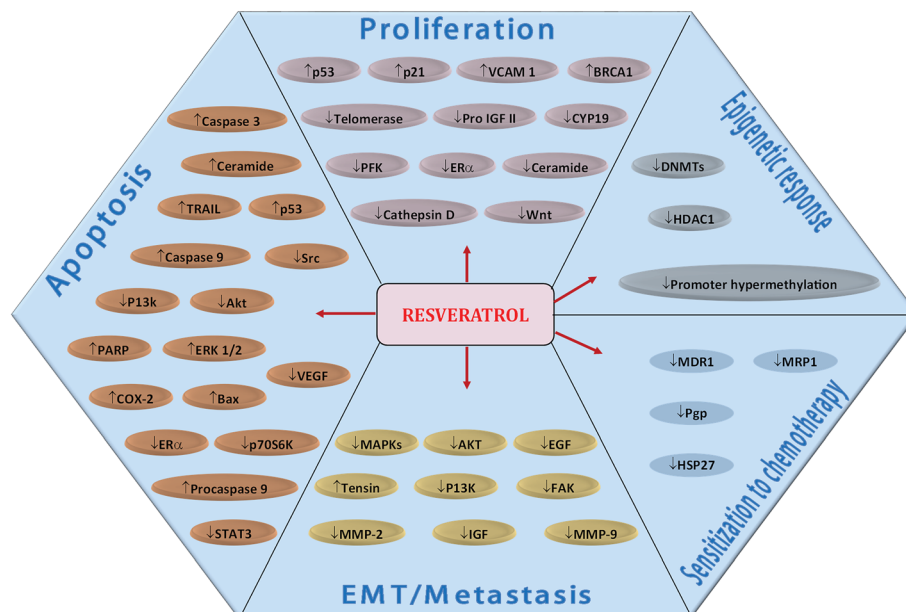 Proliferation
↑p53 ↑p21 ↑VCAM 1 ↑BRCA1
↓Telomerase ↓Pro IGF II ↓CYP19
↓PFK ↓ERα ↓Ceramide
↓Cathepsin D ↓Wnt
Epigenetic response
↓DNMTs
↓HDAC1
↓Promoter hypermethylation
Apoptosis
↑Caspase 3
↑Ceramide
↑TRAIL ↑p53
↑Caspase 9 ↓Src
↓P13k ↓Akt
↑PARP ↑ERK 1/2
↓VEGF
↑COX-2 ↑Bax
↓ERα ↓p70S6K
↑Procaspase 9
↓STAT3
RESVERATROL
Sensitization to chemotherapy
↓MDR1 ↓MRP1
↓Pgp
↓HSP27
↓MAPKs ↓AKT ↓EGF
↑Tensin ↓P13K ↓FAK
↓MMP-2 ↓IGF ↓MMP-9
EMT/Metastasis